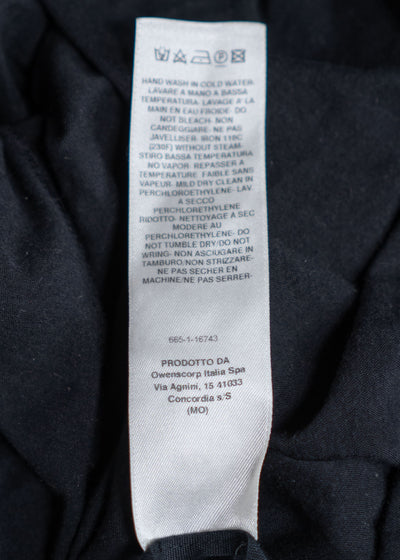 HAND WASH IN COLD WATER-
LAVARE A MANO A BASSA
TEMPERATURA- LAVAGE A LA
MAIN EN EAU FROIDE- DO
NOT BLEACH- NON
CANDEGGIARE- NE PAS
JAVELLISER- IRON 110C
(230F) WITHOUT STEAM-
STIRO BASSA TEMPERATURA
NO VAPOR- REPASSER A
TEMPERATURE FAIBLE SANS
VAPEUR- MILD DRY CLEAN IN
PERCHLOROETHYLENE- LAV.
A SECCO
PERCHLORETHYLENE
RIDOTTO- NETTOYAGE A SEC
MODERE AU
PERCHLORETHYLENE- DO
NOT TUMBLE DRY/DO NOT
WRING- NON ASCIUGARE IN
TAMBURO/NON STRIZZARE-
NE PAS SECHER EN
MACHINE/NE PAS SERRER-
665-1-16743
PRODOTTO DA
Owenscorp Italia Spa
Via Agnini, 15 41033
Concordia s/S
(MO)